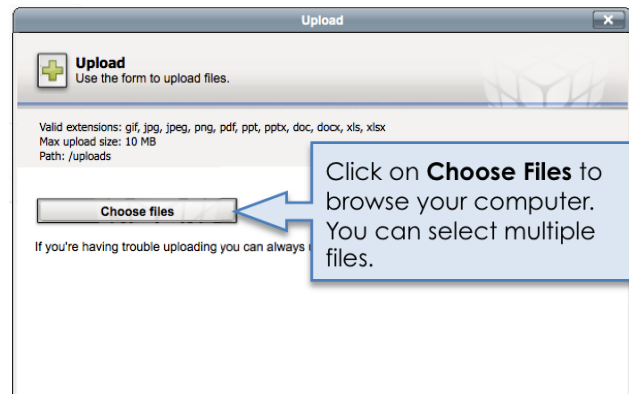 Upload
Upload
Use the form to upload files.
Valid extensions: gif, jpg, jpeg, png, pdf, ppt, pptx, doc, docx, xls, xlsx
Max upload size: 10 MB
Path: /uploads
Click on Choose Files to
browse your computer.
You can select multiple
files.
Choose files
If you're having trouble uploading you can always